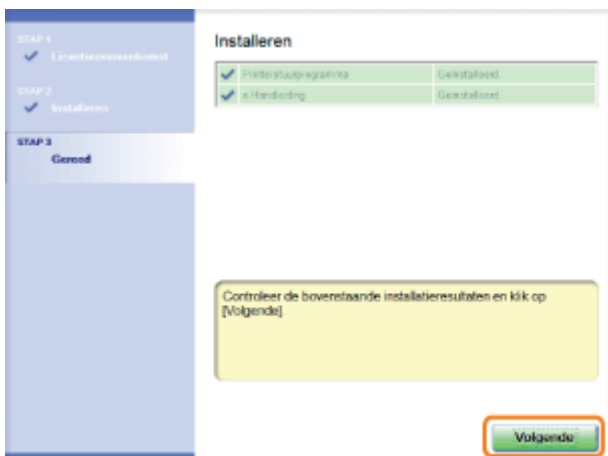 STAP 1
Licentieovereenkomst
STAP 2
Installeren
STAP 3
Gereed
Installeren
Printerstuurprogramma Geïnstalleerd.
e-Handleiding Geïnstalleerd.
Controleer de bovenstaande installatieresultaten en klik op
[Volgende].
Volgende